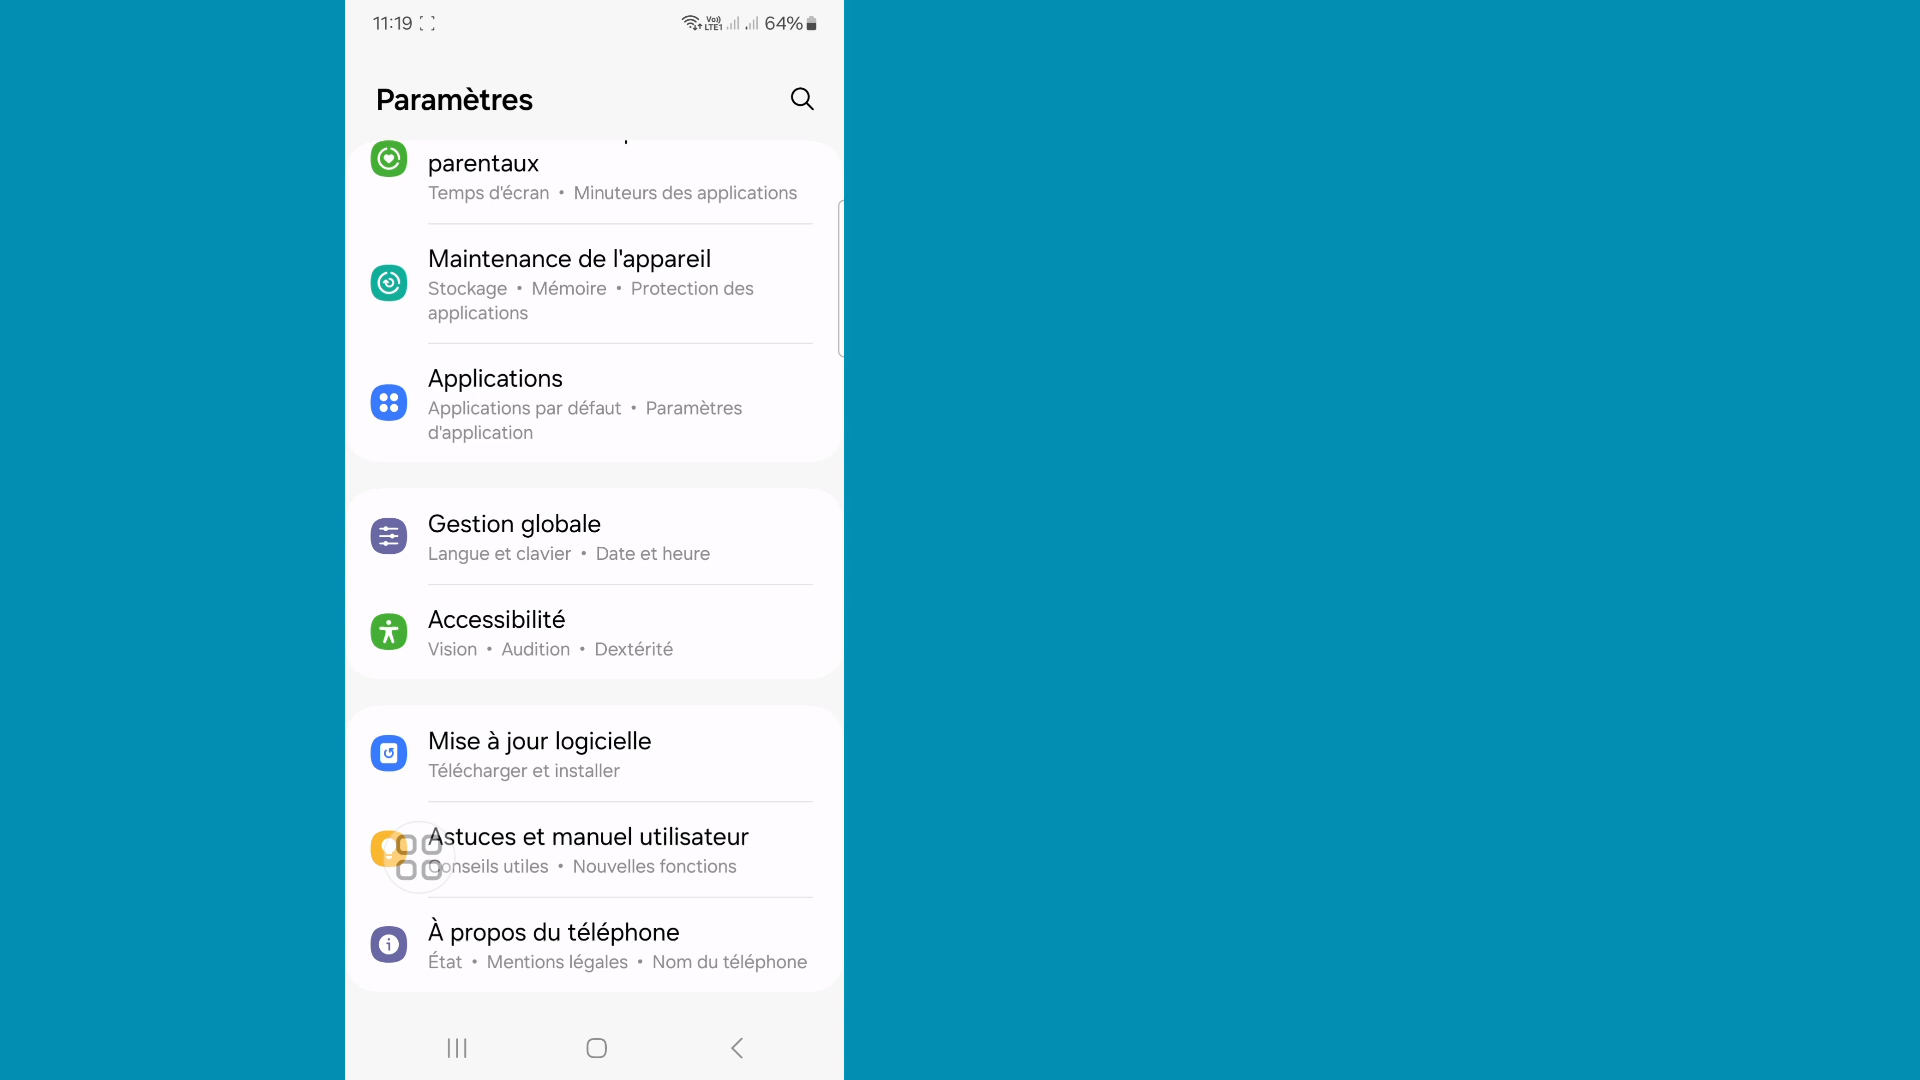 11:19 64%
Paramètres
parentaux
Temps d'écran • Minuteurs des applications
Maintenance de l'appareil
Stockage • Mémoire • Protection des
applications
Applications
Applications par défaut • Paramètres
d'application
Gestion globale
Langue et clavier • Date et heure
Accessibilité
Vision • Audition • Dextérité
Mise à jour logicielle
Télécharger et installer
Astuces et manuel utilisateur
Conseils utiles • Nouvelles fonctions
À propos du téléphone
État • Mentions légales • Nom du téléphone